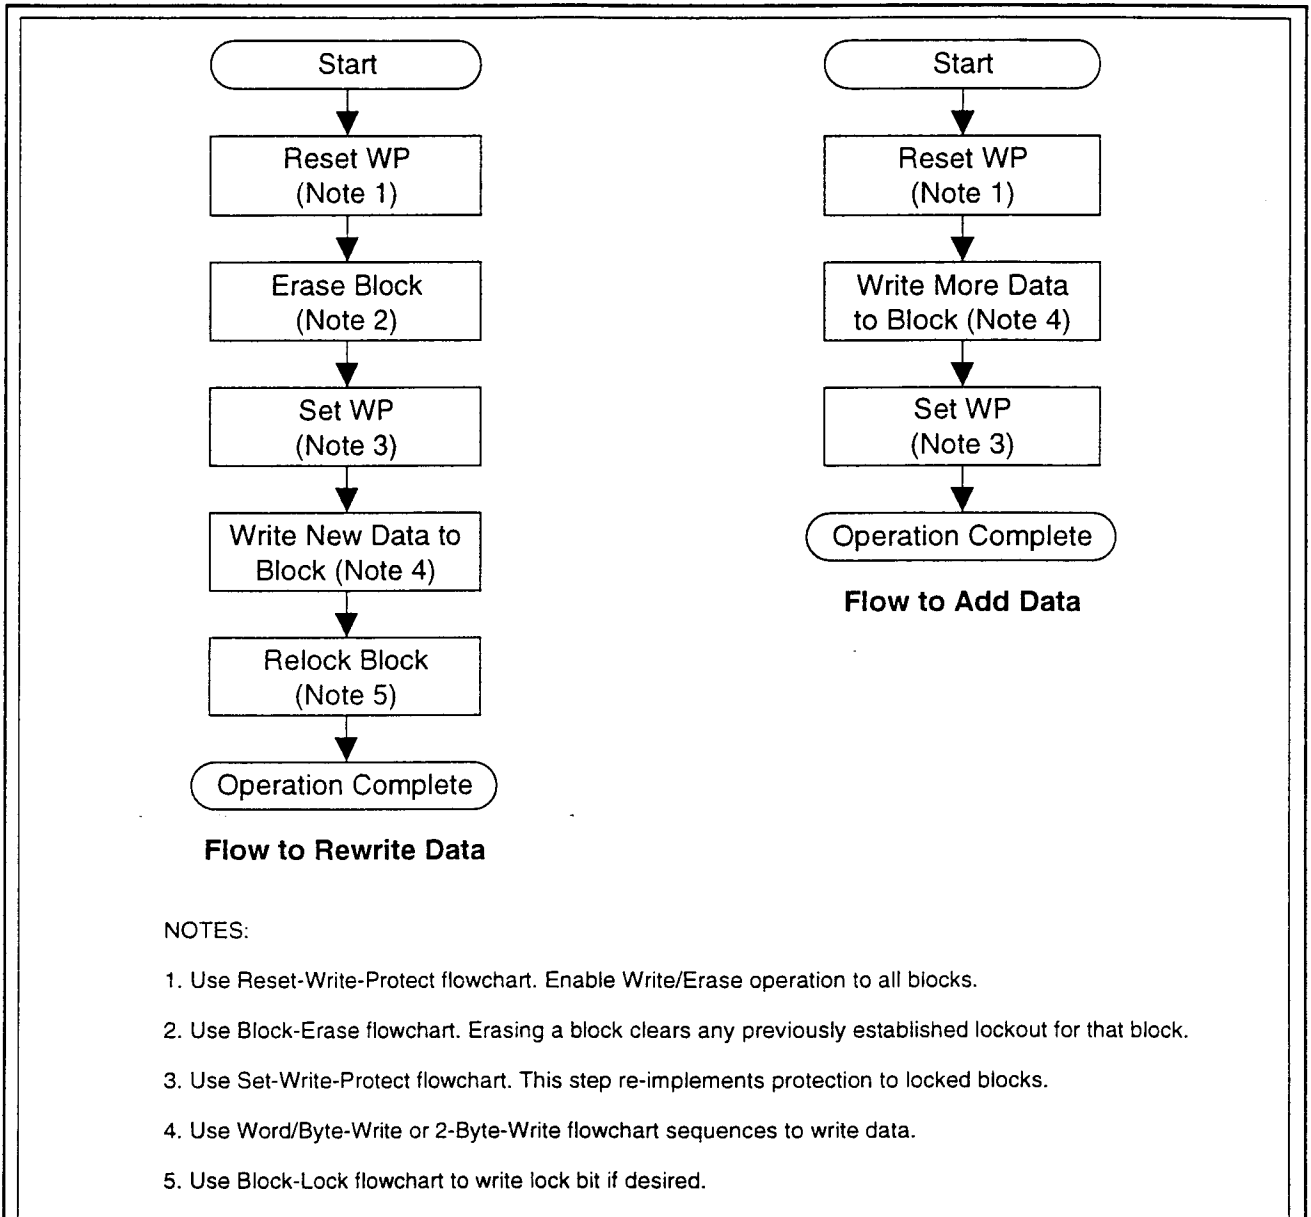 Start
Reset WP
(Note 1)
Erase Block
(Note 2)
Set WP
(Note 3)
Write New Data to
Block (Note 4)
Relock Block
(Note 5)
Operation Complete
Flow to Rewrite Data
Start
Reset WP
(Note 1)
Write More Data
to Block (Note 4)
Set WP
(Note 3)
Operation Complete
Flow to Add Data
NOTES:
1. Use Reset-Write-Protect flowchart. Enable Write/Erase operation to all blocks.
2. Use Block-Erase flowchart. Erasing a block clears any previously established lockout for that block.
3. Use Set-Write-Protect flowchart. This step re-implements protection to locked blocks.
4. Use Word/Byte-Write or 2-Byte-Write flowchart sequences to write data.
5. Use Block-Lock flowchart to write lock bit if desired.